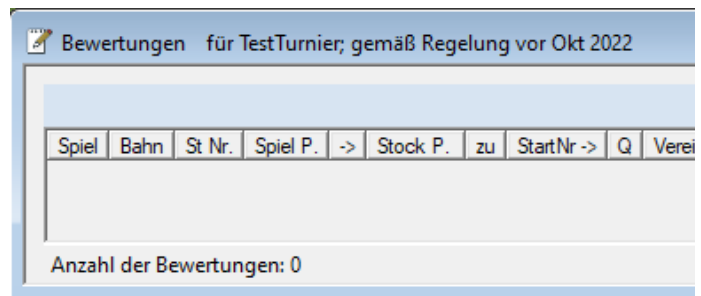 Bewertungen für TestTurnier; gemäß Regelung vor Okt 2022
Spiel Bahn St Nr. Spiel P. -> Stock P. zu StartNr -> Q Verei
Anzahl der Bewertungen: 0